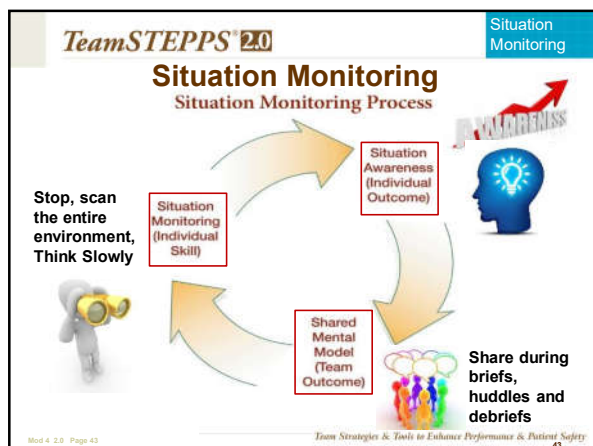 TeamSTEPPS® 2.0
Situation
Monitoring
Situation Monitoring
Situation Monitoring Process
AWARENESS
Situation
Awareness
(Individual
Outcome)
Stop, scan
the entire
environment,
Think Slowly
Situation
Monitoring
(Individual
Skill)
Shared
Mental
Model
(Team
Outcome)
Share during
briefs,
huddles and
debriefs
Mod 4 2.0 Page 43
Team Strategies & Tools to Enhance Performance & Patient Safety
43